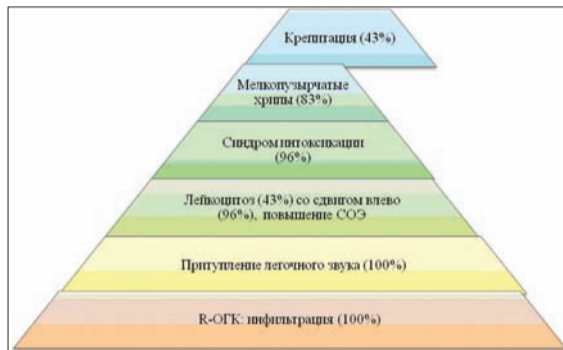 Крепитация (43%)
Мелкопузырчатые
хрипы (83%)
Синдром интоксикации
(96%)
Лейкоцитоз (43%) со сдвигом влево
(96%), повышение СОЭ
Притупление легочного звука (100%)
R-ОГК: инфильтрация (100%)